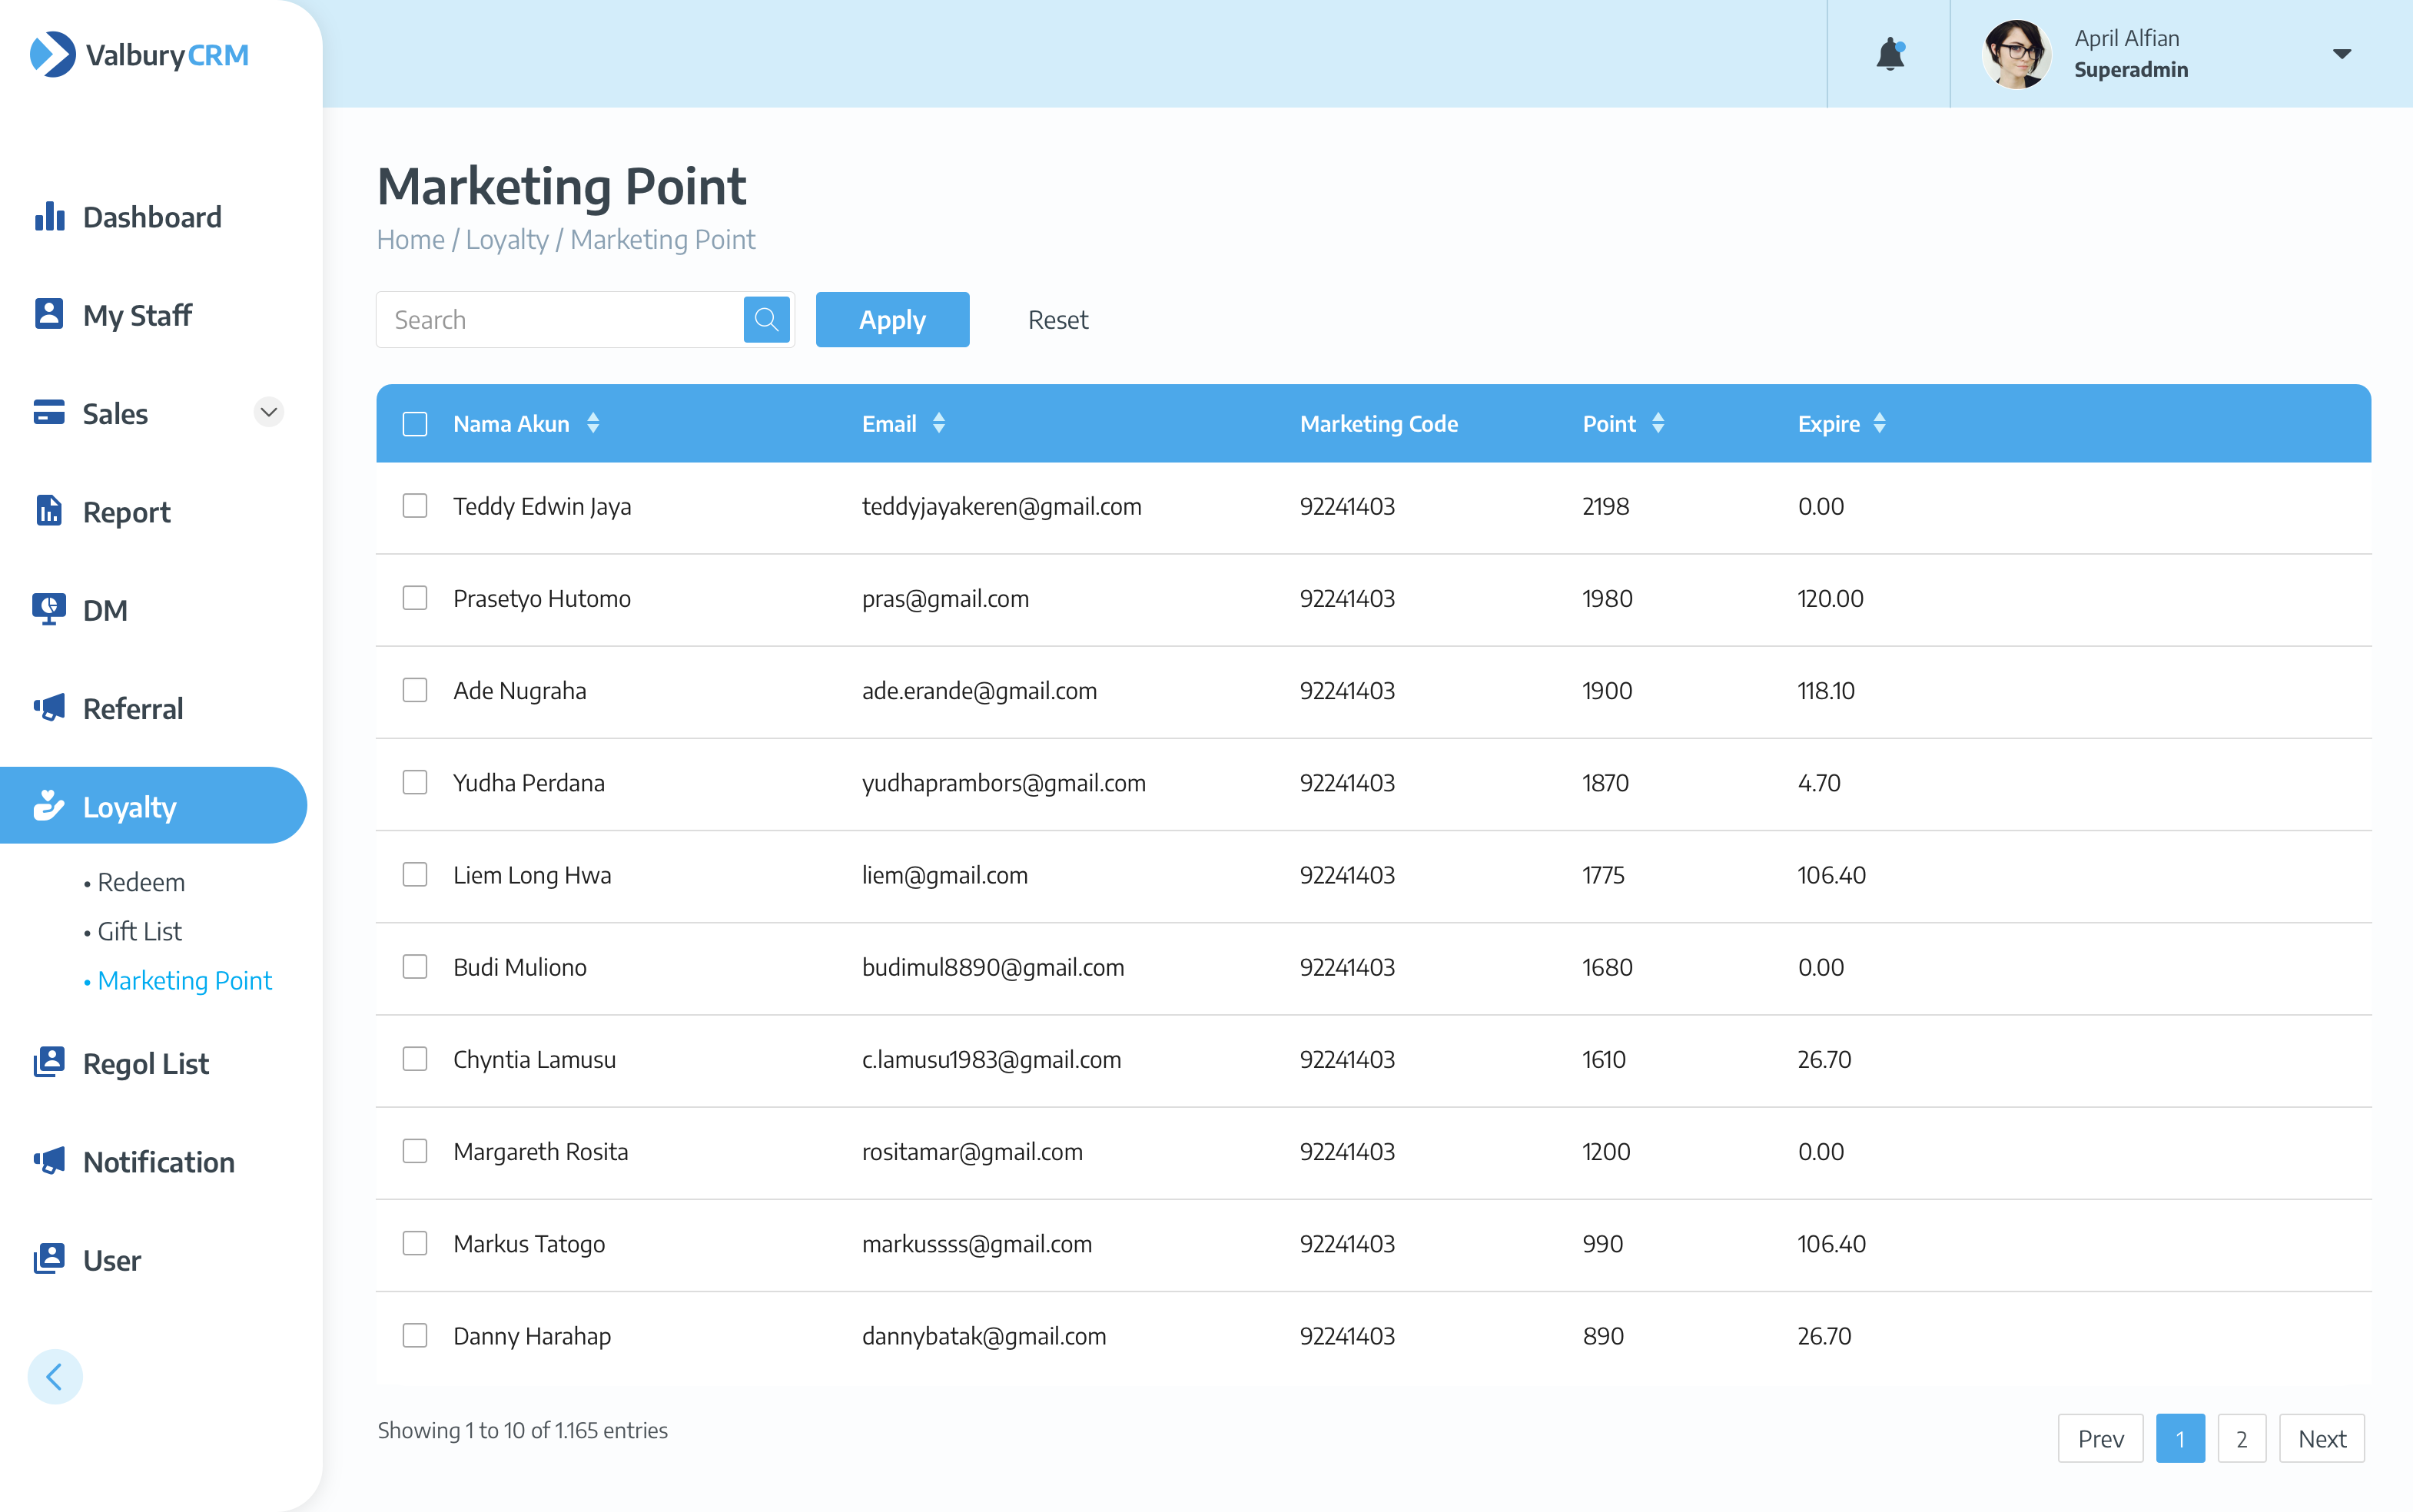 ValburyCRM
April Alfian
Superadmin
Dashboard
My Staff
Sales
Report
DM
Referral
Loyalty
• Redeem
• Gift List
• Marketing Point
Regol List
Notification
User
Marketing Point
Home / Loyalty / Marketing Point
Search Apply Reset
Nama Akun Email Marketing Code Point Expire
Teddy Edwin Jaya teddyjayakeren@gmail.com 92241403 2198 0.00
Prasetyo Hutomo pras@gmail.com 92241403 1980 120.00
Ade Nugraha ade.erande@gmail.com 92241403 1900 118.10
Yudha Perdana yudhaprambors@gmail.com 92241403 1870 4.70
Liem Long Hwa liem@gmail.com 92241403 1775 106.40
Budi Muliono budimul8890@gmail.com 92241403 1680 0.00
Chyntia Lamusu c.lamusu1983@gmail.com 92241403 1610 26.70
Margareth Rosita rositamar@gmail.com 92241403 1200 0.00
Markus Tatogo markussss@gmail.com 92241403 990 106.40
Danny Harahap dannybatak@gmail.com 92241403 890 26.70
Showing 1 to 10 of 1.165 entries
Prev 1 2 Next